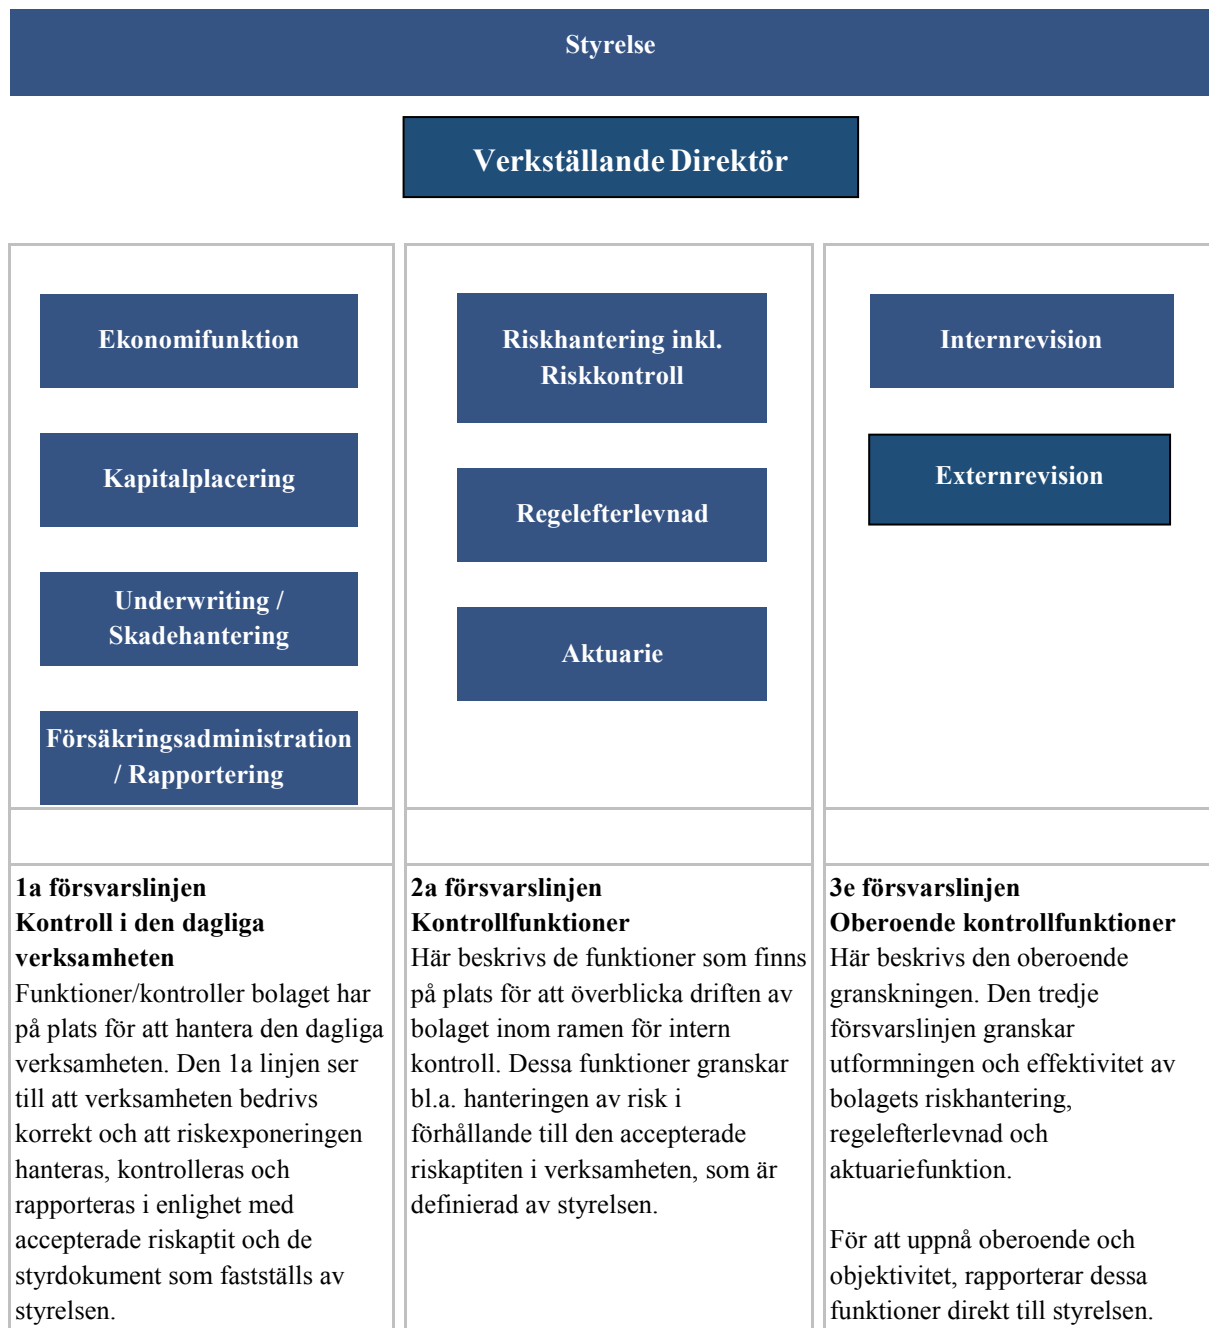 Styrelse
Verkställande Direktör
Ekonomifunktion
Kapitalplacering
Underwriting /
Skadehantering
Försäkringsadministration
/ Rapportering
Riskhantering inkl.
Riskkontroll
Regelefterlevnad
Aktuarie
Internrevision
Externrevision
1a försvarslinjen
Kontroll i den dagliga
verksamheten
Funktioner/kontroller bolaget har
på plats för att hantera den dagliga
verksamheten. Den 1a linjen ser
till att verksamheten bedrivs
korrekt och att riskexponeringen
hanteras, kontrolleras och
rapporteras i enlighet med
accepterade riskaptit och de
styrdokument som fastställs av
styrelsen.
2a försvarslinjen
Kontrollfunktioner
Här beskrivs de funktioner som finns
på plats för att överblicka driften av
bolaget inom ramen för intern
kontroll. Dessa funktioner granskar
bl.a. hanteringen av risk i
förhållande till den accepterade
riskaptiten i verksamheten, som är
definierad av styrelsen.
3e försvarslinjen
Oberoende kontrollfunktioner
Här beskrivs den oberoende
granskningen. Den tredje
försvarslinjen granskar
utformningen och effektivitet av
bolagets riskhantering,
regelefterlevnad och
aktuariefunktion.
För att uppnå oberoende och
objektivitet, rapporterar dessa
funktioner direkt till styrelsen.